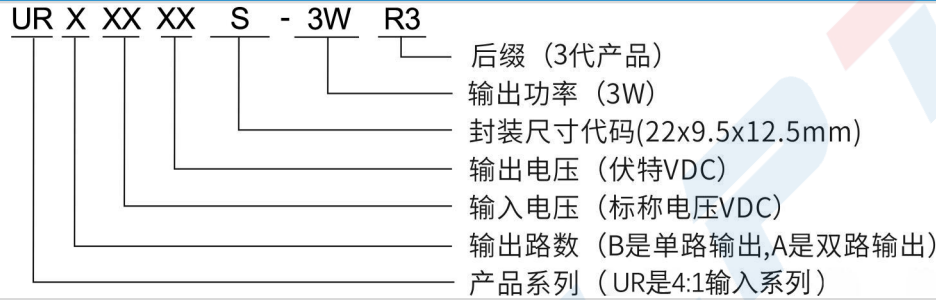 UR X XX XX S - 3W R3
后缀（3代产品）
输出功率（3W）
封装尺寸代码(22x9.5x12.5mm)
输出电压（伏特VDC）
输入电压（标称电压VDC）
输出路数（B是单路输出,A是双路输出）
产品系列（UR是4:1输入系列）